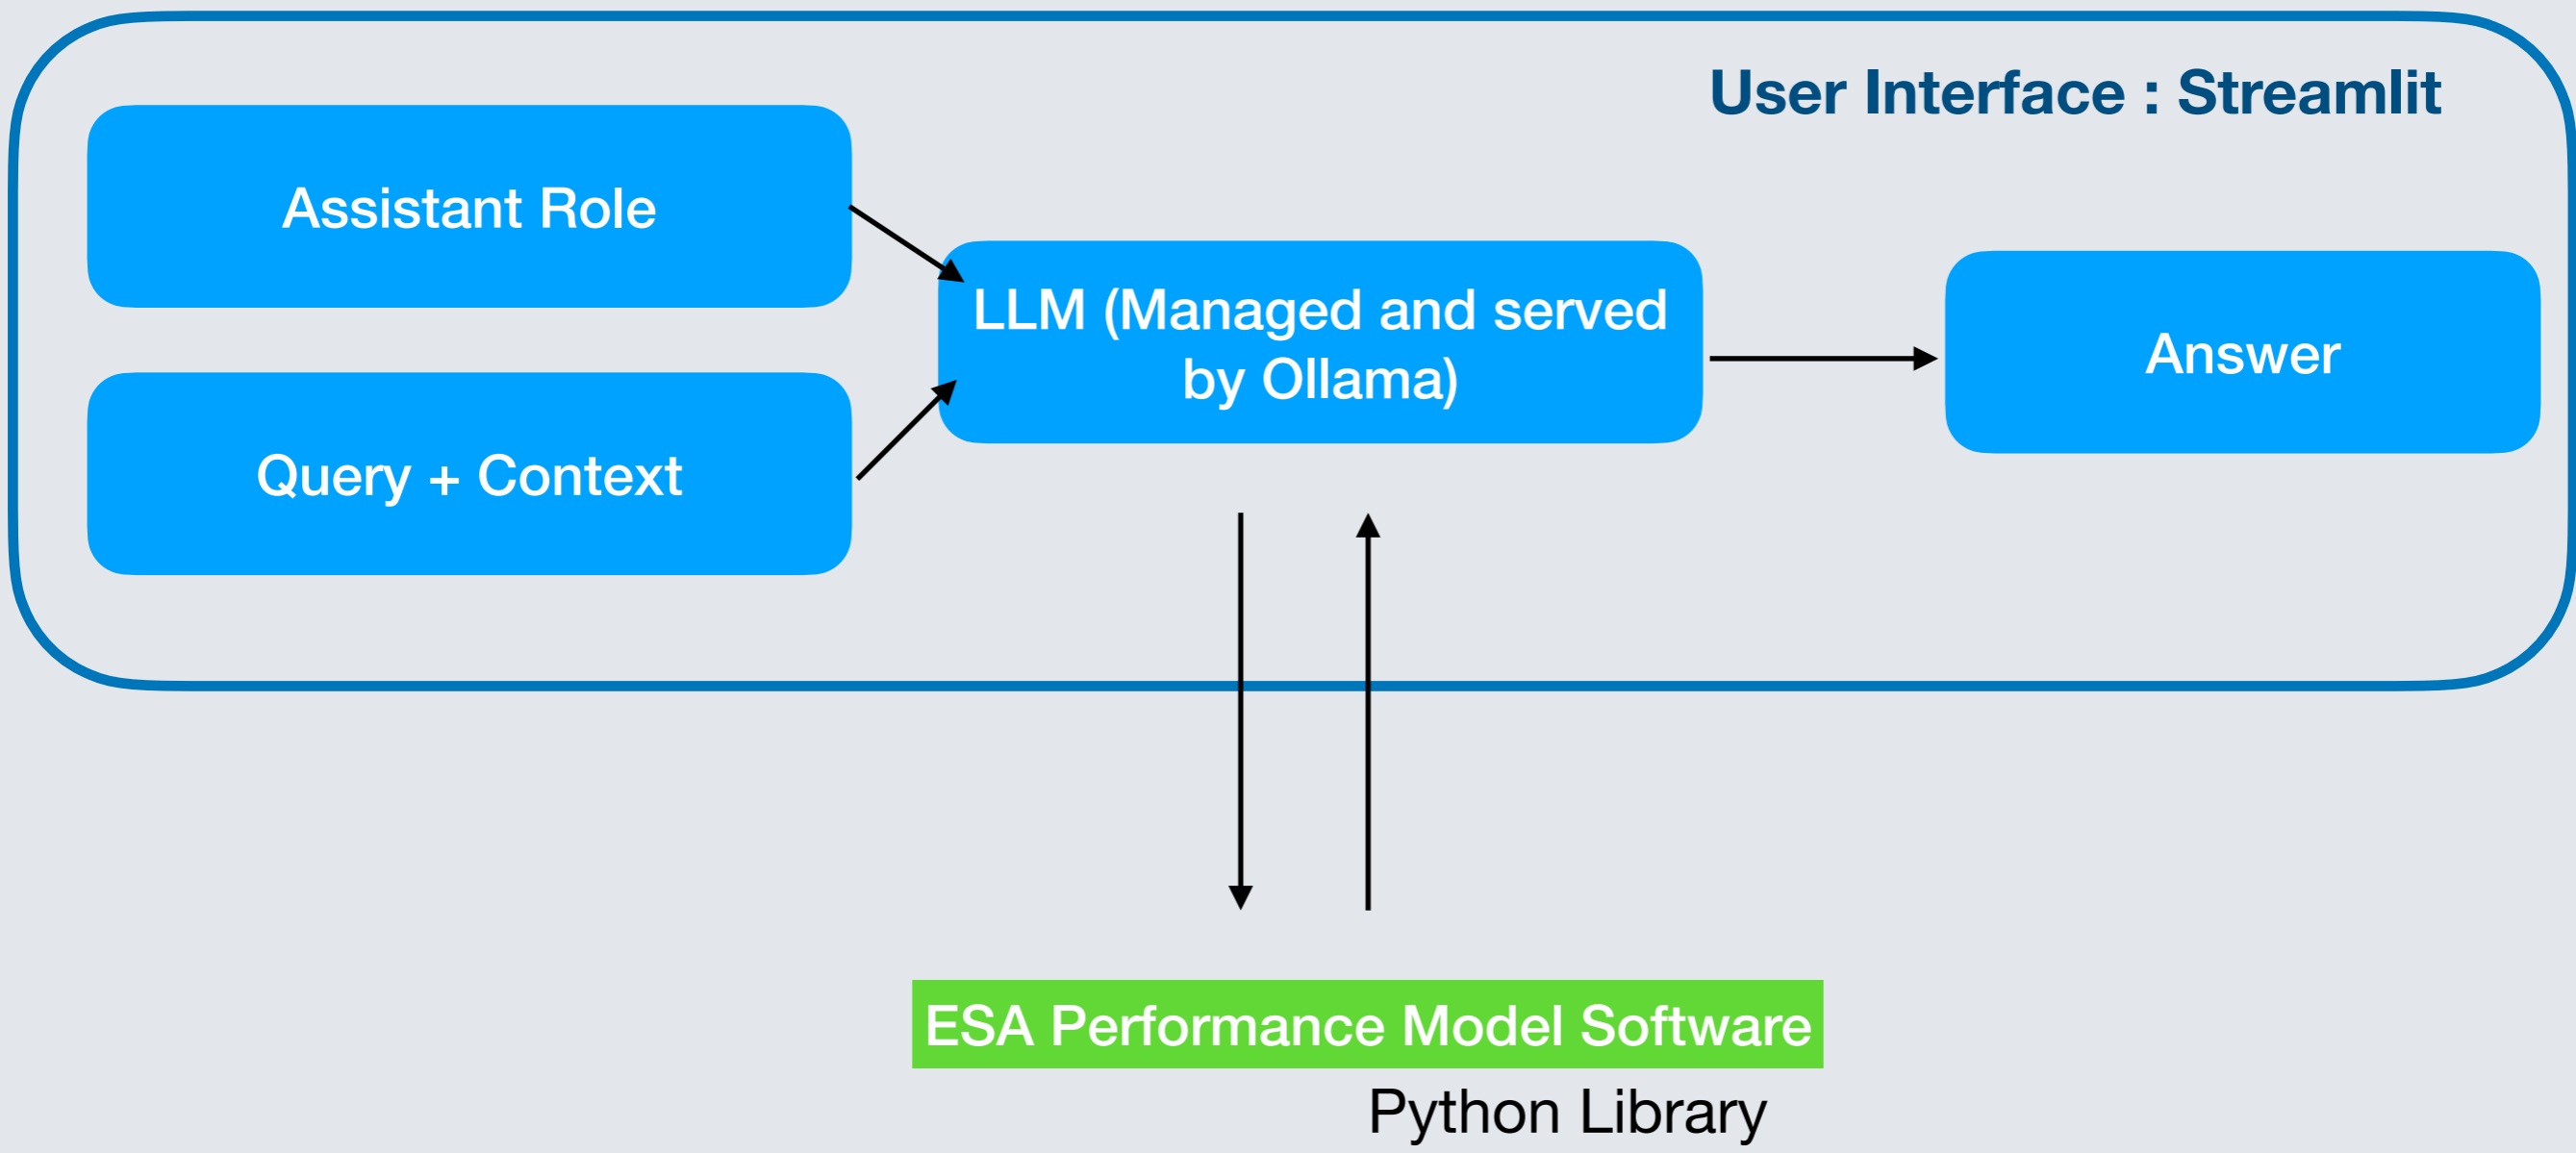 User Interface : Streamlit
Assistant Role
Query + Context
LLM (Managed and served
by Ollama)
Answer
ESA Performance Model Software
Python Library